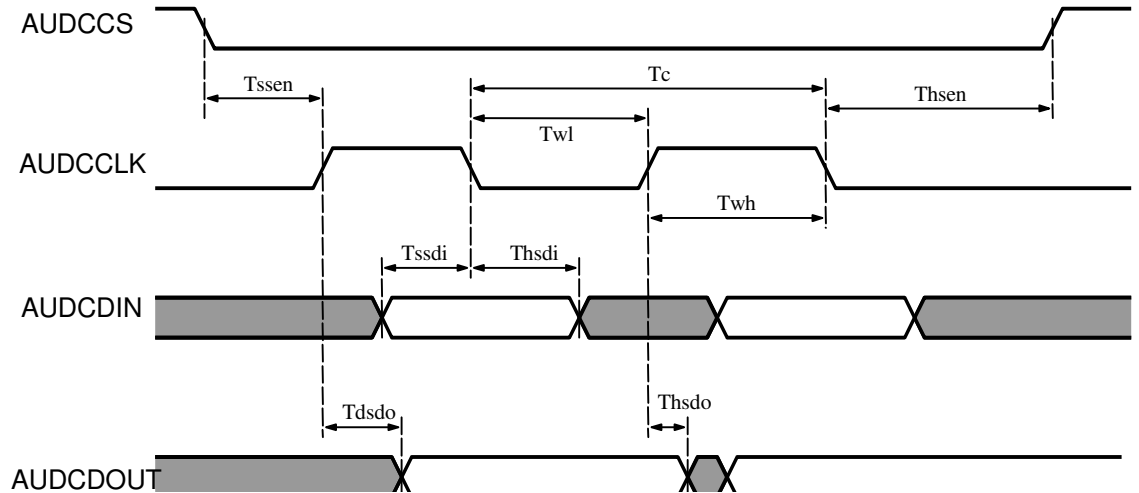 AUDCCS
Tssen
Tc
Thsen
Twl
AUDCCLK
Twh
Tssdi
Thsdi
AUDCDIN
Tdsdo
Thsdo
AUDCDOUT